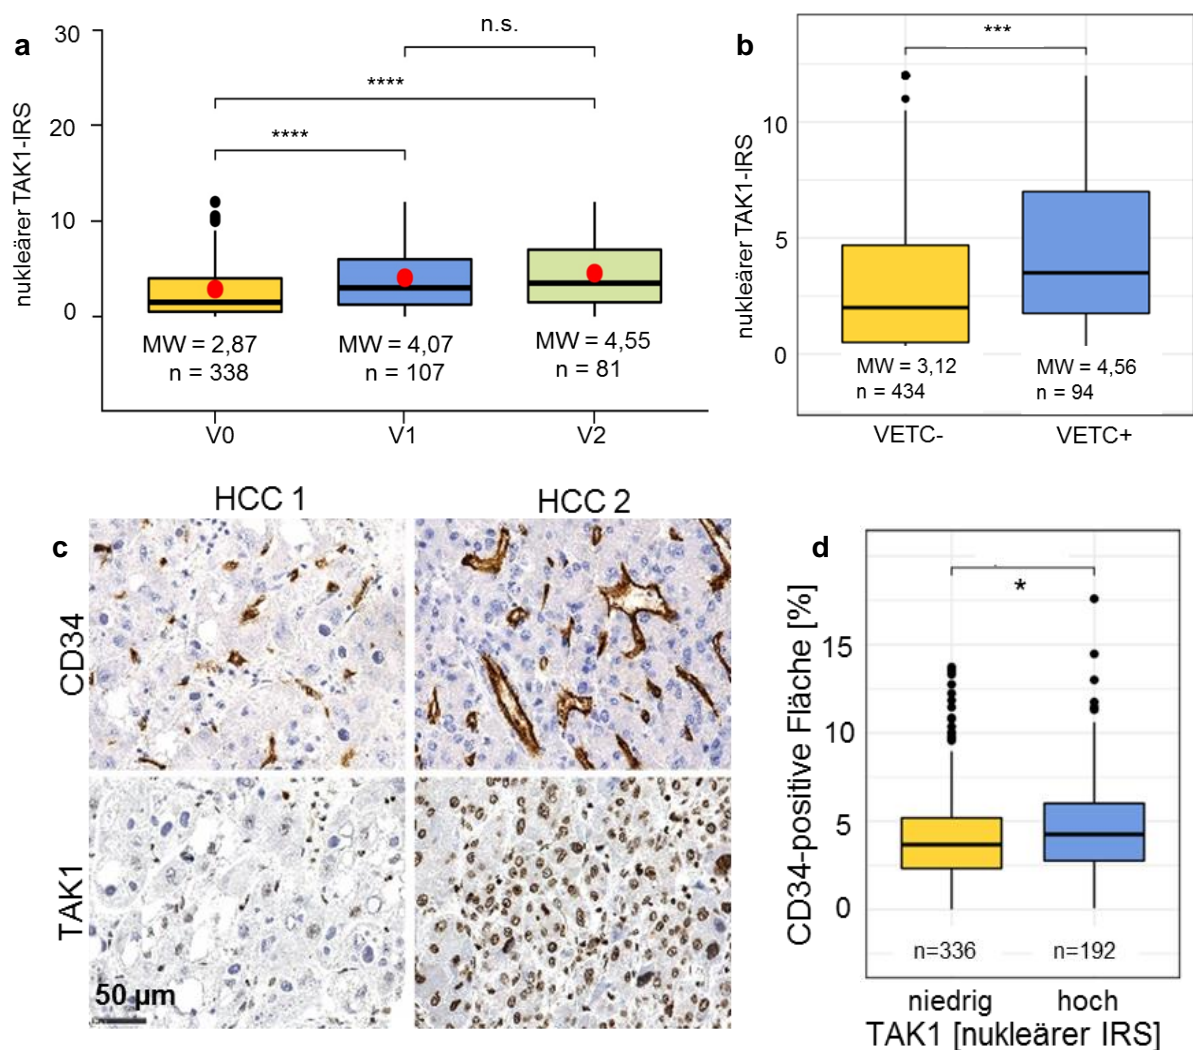 a
30
20
10
0
nukleärer TAK1-IRS
n.s.
****
****
MW = 2,87
n = 338
MW = 4,07
n = 107
MW = 4,55
n = 81
V0
V1
V2
b
10
5
0
nukleärer TAK1-IRS
***
MW = 3,12
n = 434
MW = 4,56
n = 94
VETC-
VETC+
c
HCC 1
HCC 2
CD34
TAK1
50 µm
d
CD34-positive Fläche [%]
15
10
5
0
*
n=336
n=192
niedrig
hoch
TAK1 [nukleärer IRS]